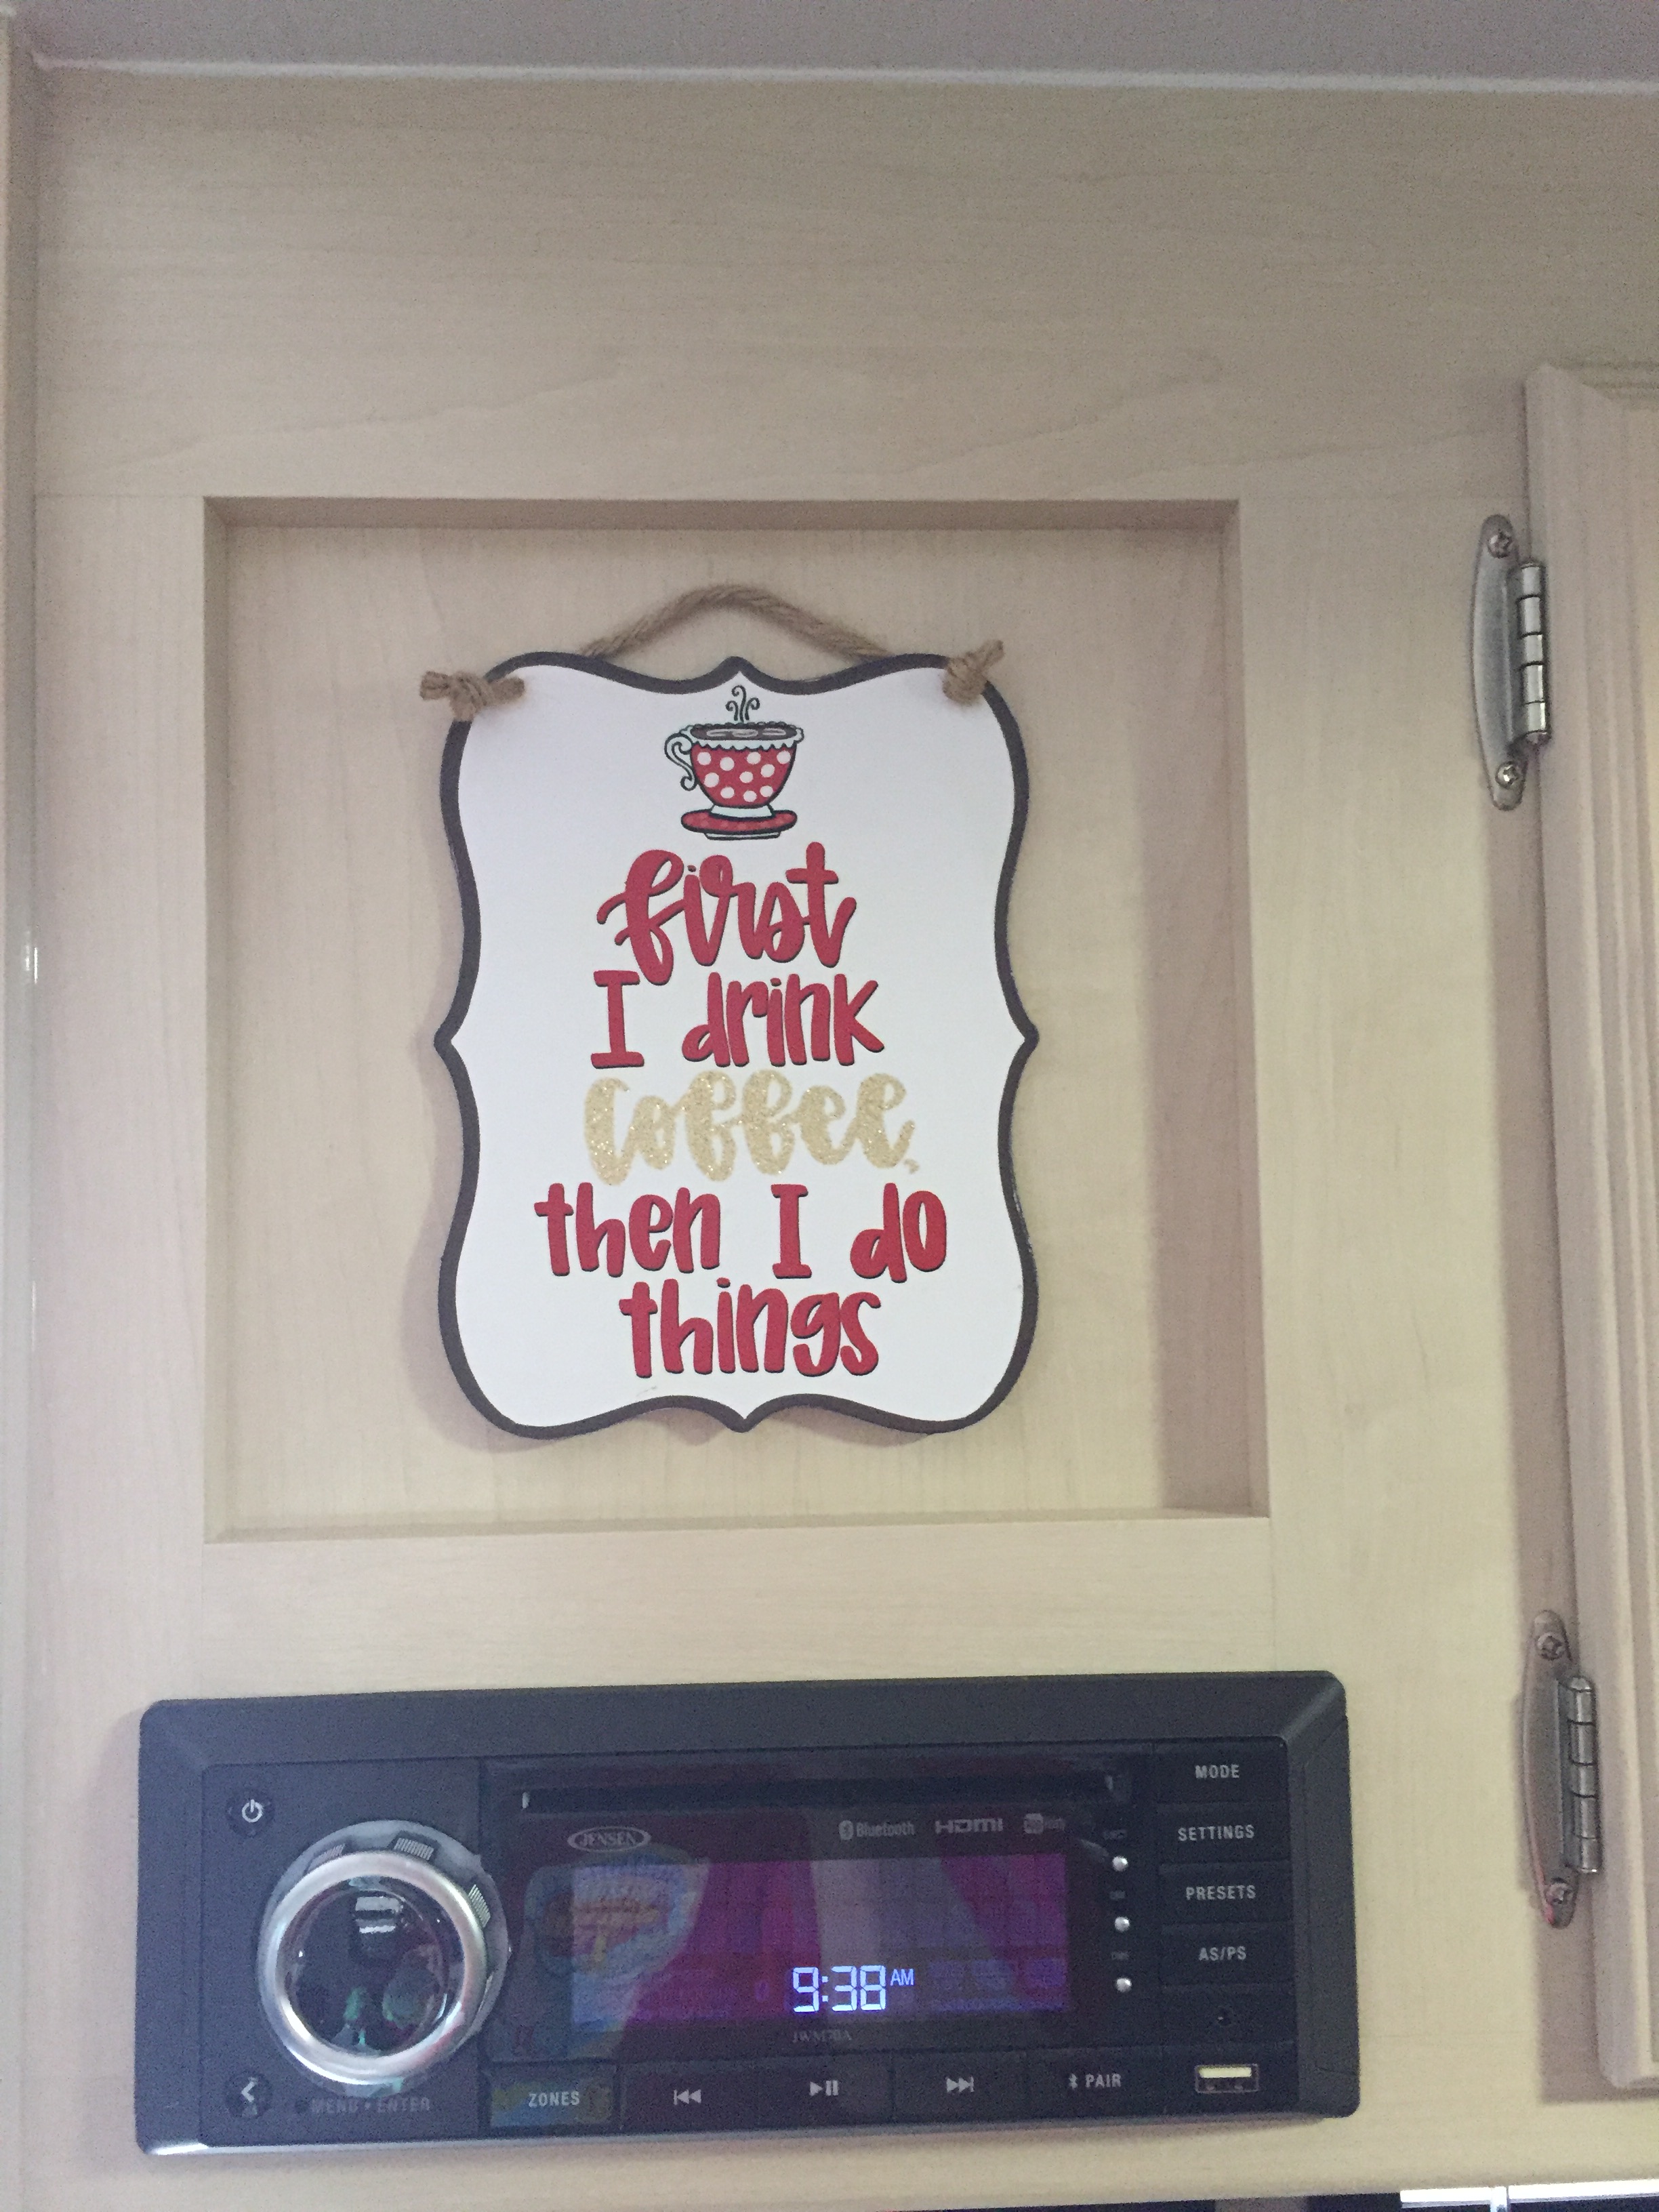 first
I drink
coffee,
then I do
things
MODE
SETTINGS
PRESETS
AS/PS
JENSEN
Bluetooth HDMI
9:38 AM
JWM70A
MENU • ENTER
ZONES
PAIR